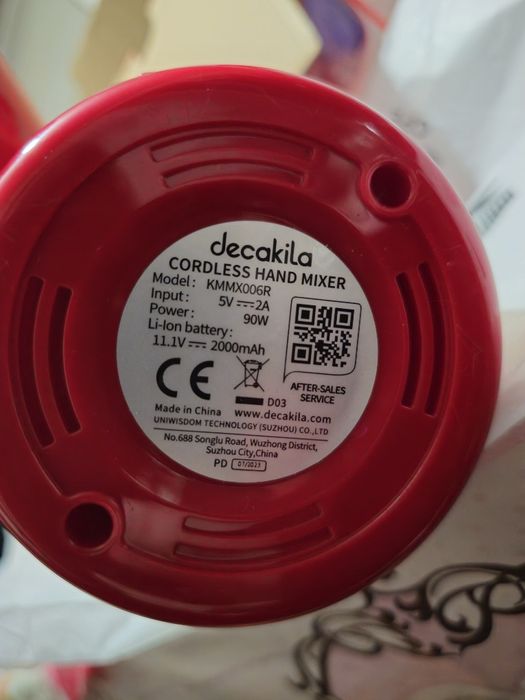 decakila
CORDLESS HAND MIXER
Model: KMMX006R
Input: 5V⎓2A
Power: 90W
Li-Ion battery:
11.1V ⎓ 2000mAh
AFTER-SALES
SERVICE
CE
D03
Made in China www.decakila.com
UNIWISDOM TECHNOLOGY (SUZHOU) CO.,LTD
No.688 Songlu Road, Wuzhong District,
Suzhou City,China
PD 07/2023